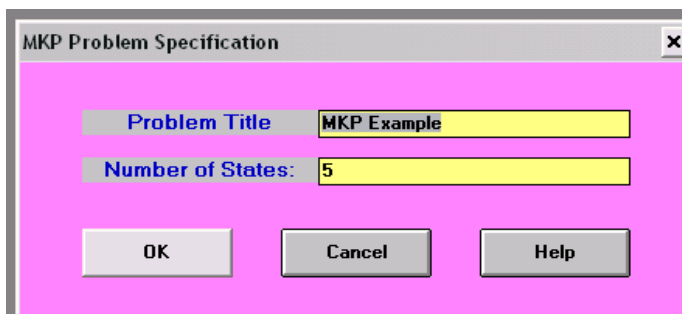 MKP Problem Specification
Problem Title MKP Example
Number of States: 5
OK Cancel Help